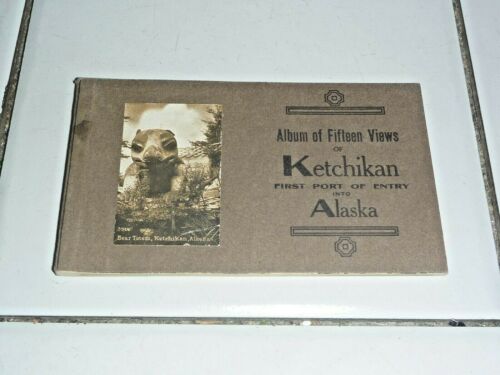 Album of Fifteen Views
OF
Ketchikan
FIRST PORT OF ENTRY
INTO
Alaska
Bear Totem, Ketchikan, Alaska.